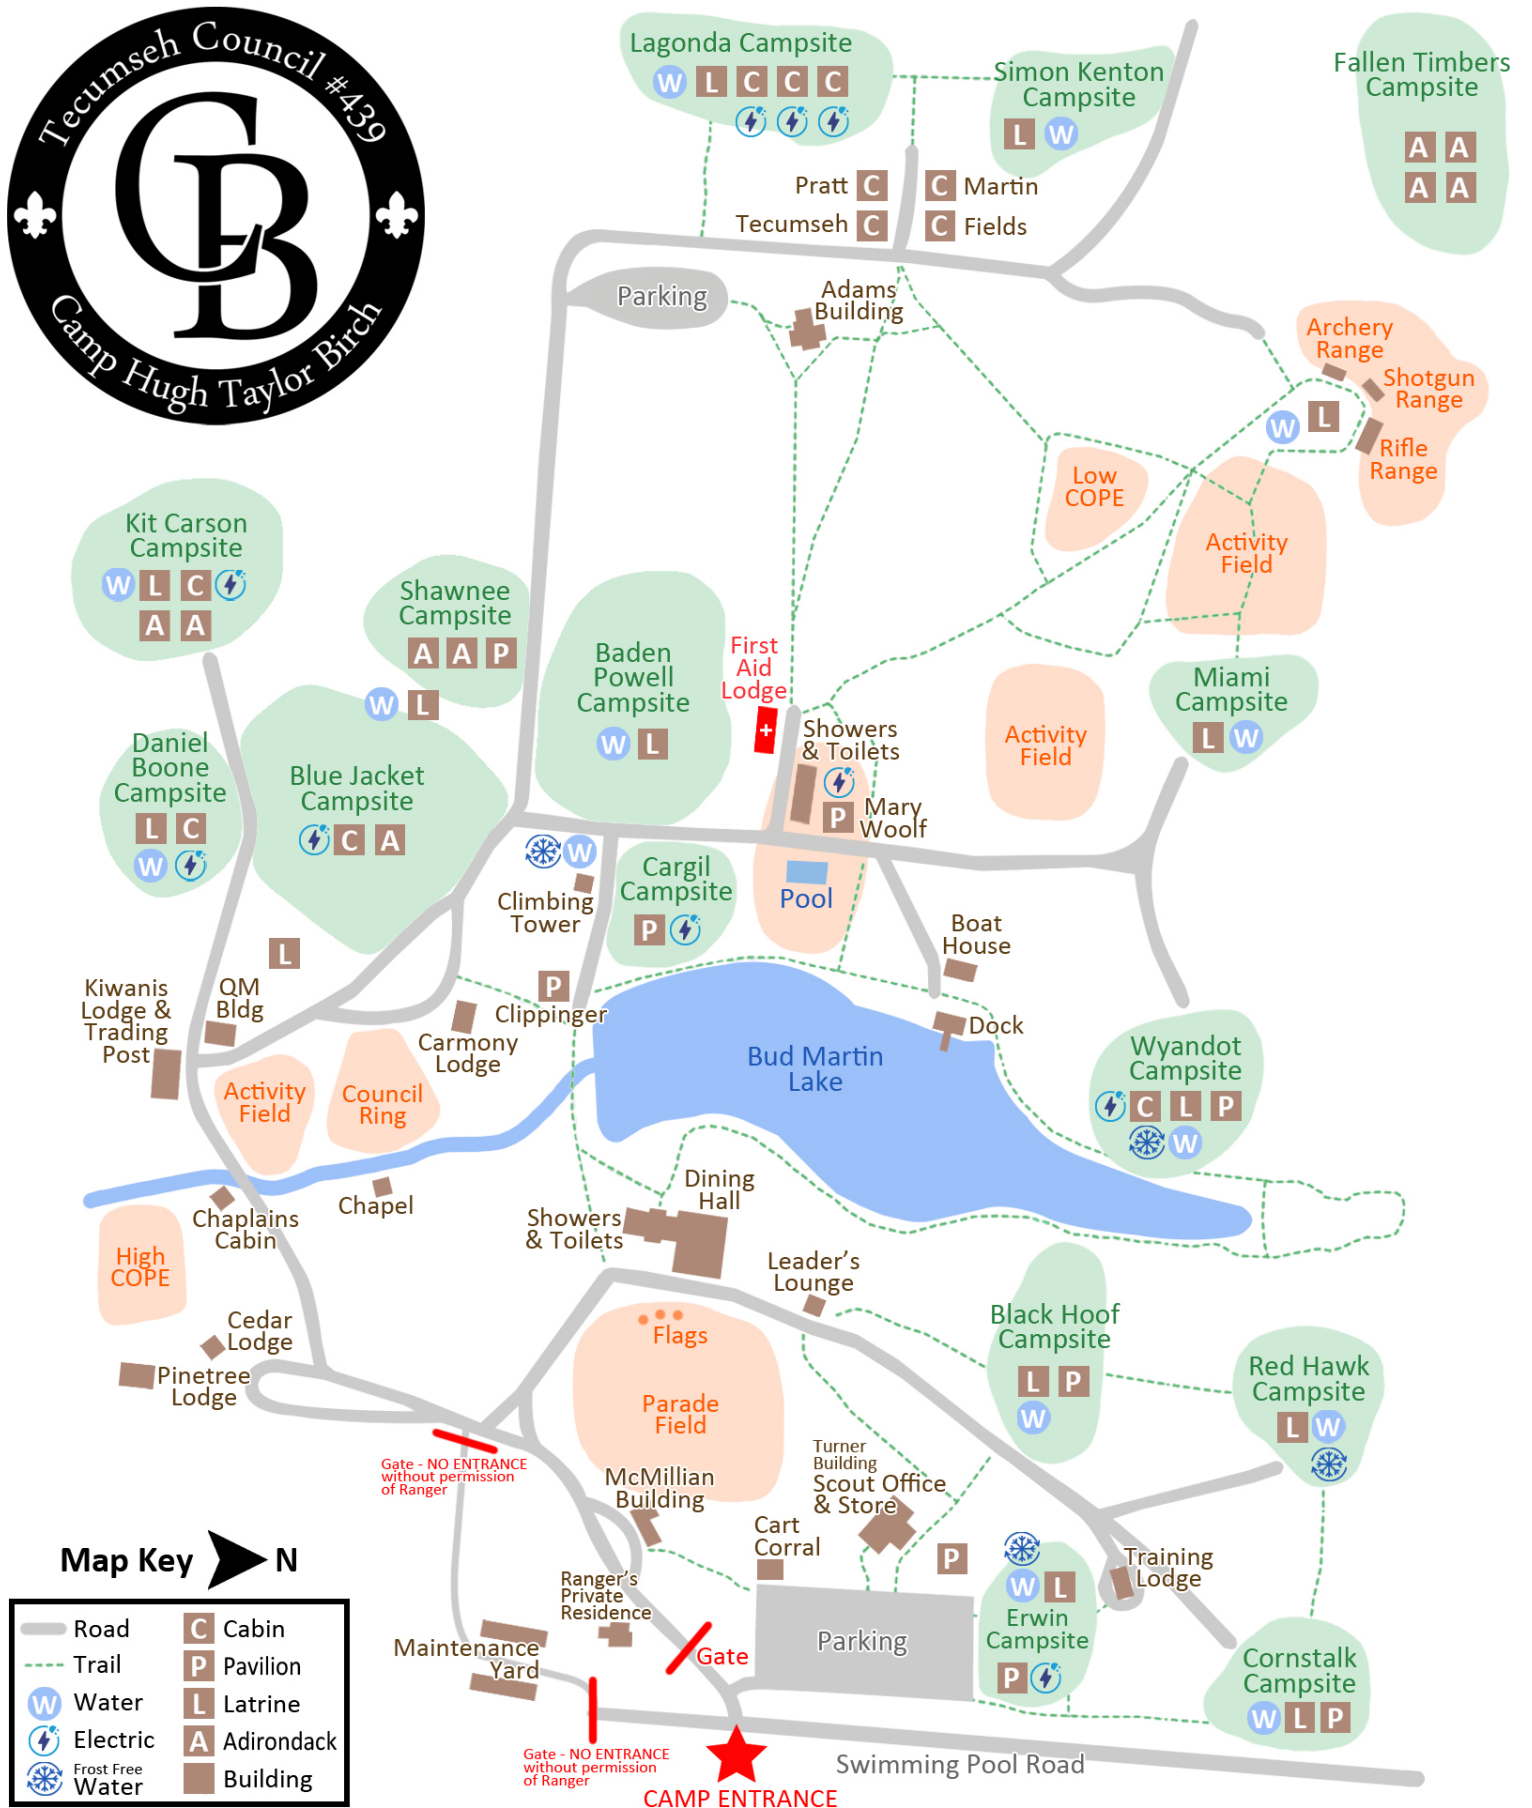 Tecumseh Council #439
CB
Camp Hugh Taylor Birch
Lagonda Campsite
W L C C C
Simon Kenton
Campsite
L W
Fallen Timbers
Campsite
A A
A A
Pratt C
C Martin
Tecumseh C
C Fields
Parking
Adams
Building
Archery
Range
Shotgun
Range
W L
Rifle
Range
Low
COPE
Activity
Field
Kit Carson
Campsite
W L C
A A
Shawnee
Campsite
A A P
W L
Baden
Powell
Campsite
W L
First
Aid
Lodge
+
Showers
& Toilets
P Mary
Woolf
Activity
Field
Miami
Campsite
L W
Daniel
Boone
Campsite
L C
W
Blue Jacket
Campsite
C A
L
W
Climbing
Tower
Cargil
Campsite
P
Pool
Boat
House
Dock
Kiwanis
Lodge &
Trading
Post
QM
Bldg
P
Clippinger
Carmony
Lodge
Bud Martin
Lake
Wyandot
Campsite
C L P
W
Activity
Field
Council
Ring
Chapel
Chaplains
Cabin
High
COPE
Dining
Hall
Showers
& Toilets
Leader's
Lounge
Cedar
Lodge
Pinetree
Lodge
Flags
Parade
Field
Black Hoof
Campsite
L P
W
Red Hawk
Campsite
L W
Gate - NO ENTRANCE
without permission
of Ranger
McMillian
Building
Turner
Building
Scout Office
& Store
Cart
Corral
P
W L
Erwin
Campsite
P
Training
Lodge
Ranger's
Private
Residence
Maintenance
Yard
Gate
Parking
Cornstalk
Campsite
W L P
Gate - NO ENTRANCE
without permission
of Ranger
Swimming Pool Road
CAMP ENTRANCE
Map Key N
Road
Trail
W Water
Electric
Frost Free
Water
C Cabin
P Pavilion
L Latrine
A Adirondack
Building